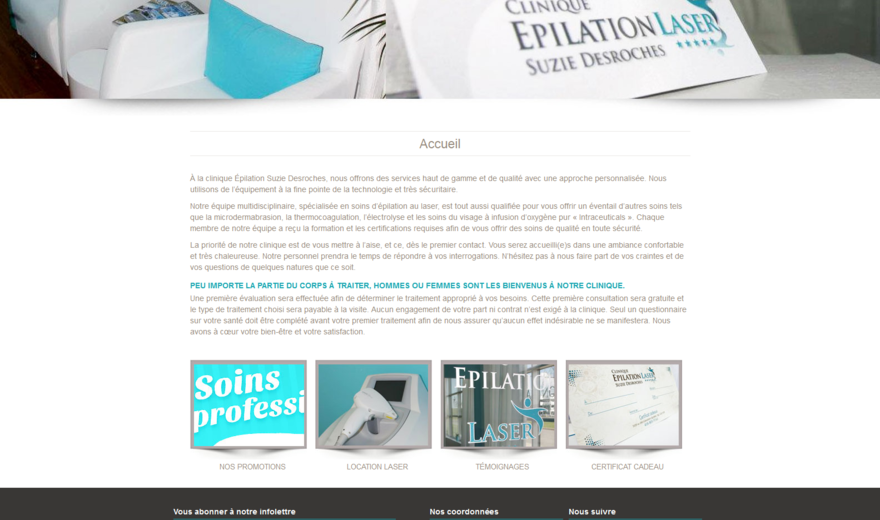 CLINIQUE
EPILATION LASER
SUZIE DESROCHES
Accueil
À la clinique Épilation Suzie Desroches, nous offrons des services haut de gamme et de qualité avec une approche personnalisée. Nous
utilisons de l'équipement à la fine pointe de la technologie et très sécuritaire.
Notre équipe multidisciplinaire, spécialisée en soins d'épilation au laser, est tout aussi qualifiée pour vous offrir un éventail d'autres soins tels
que la microdermabrasion, la thermocoagulation, l'électrolyse et les soins du visage à infusion d'oxygène pur « Intraceuticals ». Chaque
membre de notre équipe a reçu la formation et les certifications requises afin de vous offrir des soins de qualité en toute sécurité.
La priorité de notre clinique est de vous mettre à l'aise, et ce, dès le premier contact. Vous serez accueilli(e)s dans une ambiance confortable
et très chaleureuse. Notre personnel prendra le temps de répondre à vos interrogations. N'hésitez pas à nous faire part de vos craintes et de
vos questions de quelques natures que ce soit.
PEU IMPORTE LA PARTIE DU CORPS À TRAITER, HOMMES OU FEMMES SONT LES BIENVENUS À NOTRE CLINIQUE.
Une première évaluation sera effectuée afin de déterminer le traitement approprié à vos besoins. Cette première consultation sera gratuite et
le type de traitement choisi sera payable à la visite. Aucun engagement de votre part ni contrat n'est exigé à la clinique. Seul un questionnaire
sur votre santé doit être complété avant votre premier traitement afin de nous assurer qu'aucun effet indésirable ne se manifestera. Nous
avons à cœur votre bien-être et votre satisfaction.
Soins
professi
EPILATIO
LASER
CLINIQUE
EPILATION LASER
SUZIE DESROCHES
NOS PROMOTIONS
LOCATION LASER
TÉMOIGNAGES
CERTIFICAT CADEAU
Vous abonner à notre infolettre
Nos coordonnées
Nous suivre